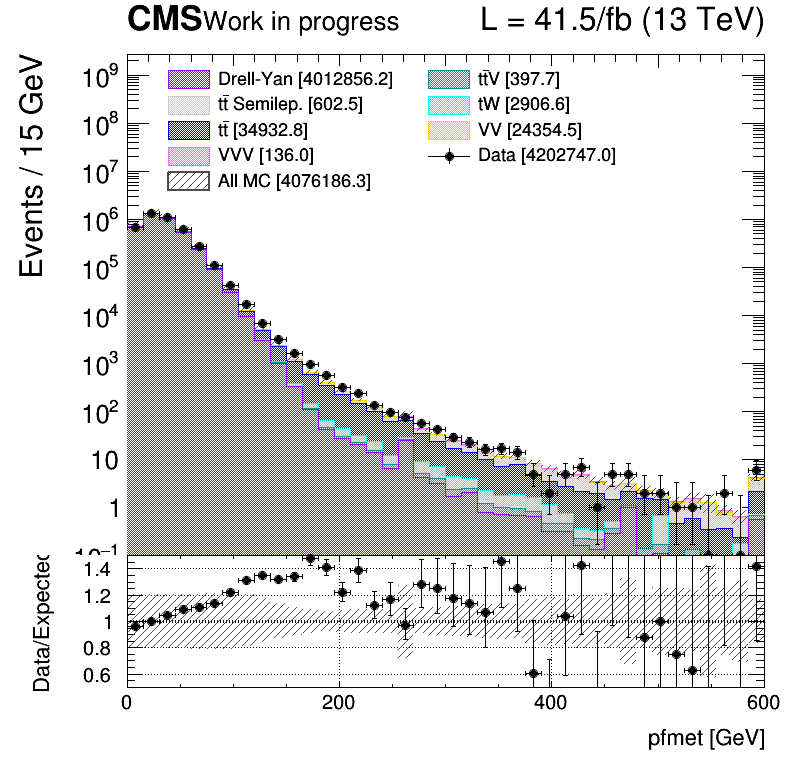 CMS Work in progress L = 41.5/fb (13 TeV)
Drell-Yan [4012856.2] tt̄V [397.7]
tt̄ Semilep. [602.5] tW [2906.6]
tt̄ [34932.8] VV [24354.5]
VVV [136.0] Data [4202747.0]
All MC [4076186.3]
Events / 15 GeV
10⁹
10⁸
10⁷
10⁶
10⁵
10⁴
10³
10²
10
1
10⁻¹
Data/Expected
1.4
1.2
1
0.8
0.6
0 200 400 600
pfmet [GeV]